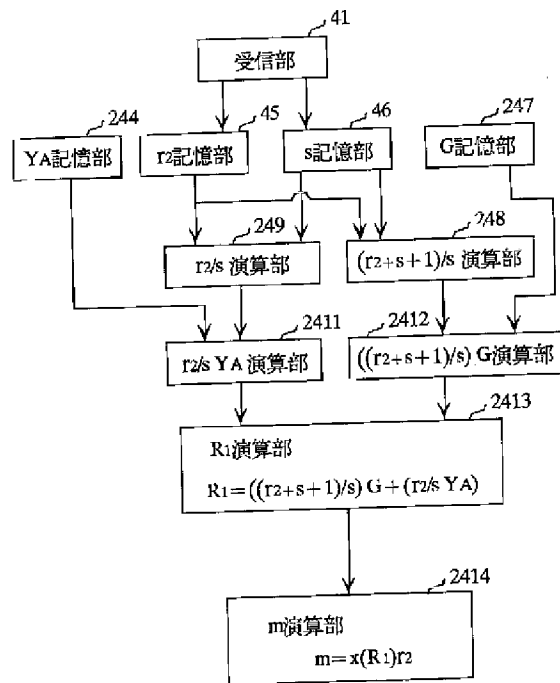 41
受信部
244
45
46
247
YA記憶部
r2記憶部
s記憶部
G記憶部
249
248
r2/s 演算部
(r2+s+1)/s 演算部
2411
2412
r2/s YA 演算部
((r2+s+1)/s) G演算部
2413
R1演算部
R1=((r2+s+1)/s) G+(r2/s YA)
2414
m演算部
m=x(R1)r2